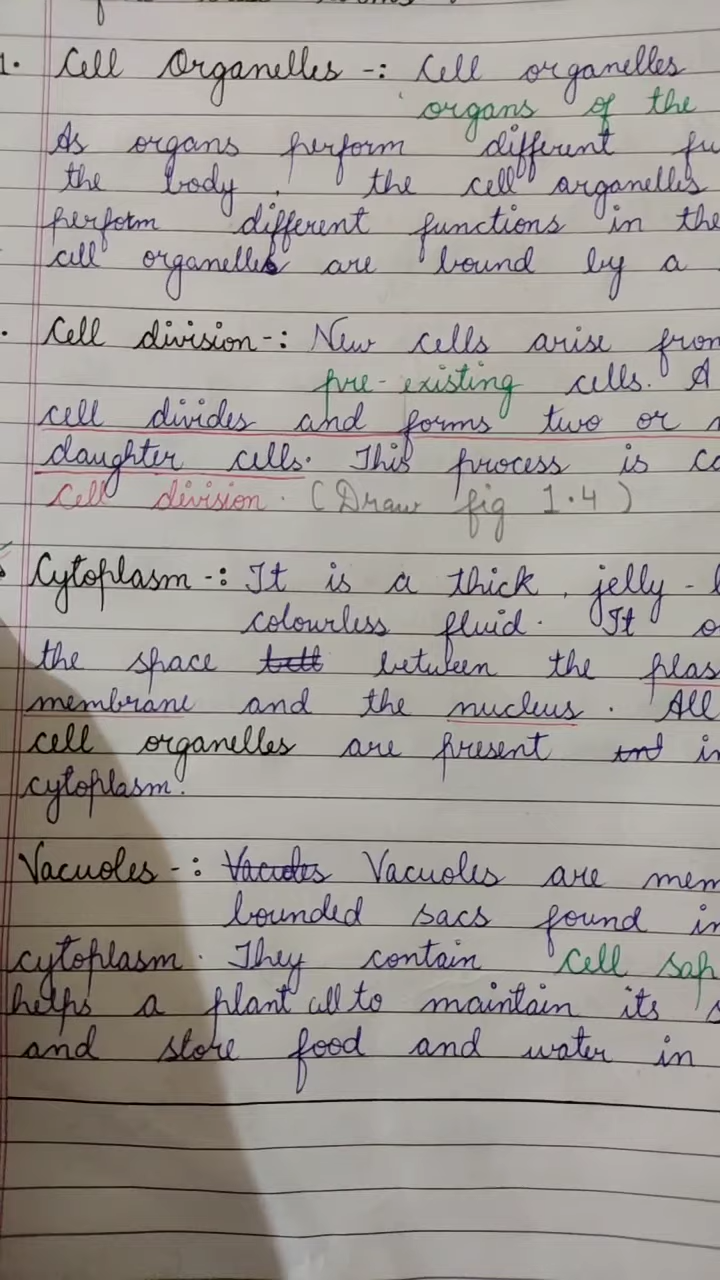 1. Cell Organelles -: Cell organelles
organs of the
As organs perform different fu
the body. the cell organelles
perform different functions in the
cell organelles are bound by a
. Cell division -: New cells arise from
pre-existing cells. A
cell divides and forms two or
daughter cells. This process is ca
cell division. (Draw fig 1.4)
Cytoplasm -: It is a thick, jelly-l
colourless fluid. It o
the space between the plas
membrane and the nucleus. All
cell organelles are present in
cytoplasm.
Vacuoles -: Vacuoles are mem
bounded sacs found in
cytoplasm. They contain cell sap
helps a plant cell to maintain its s
and store food and water in